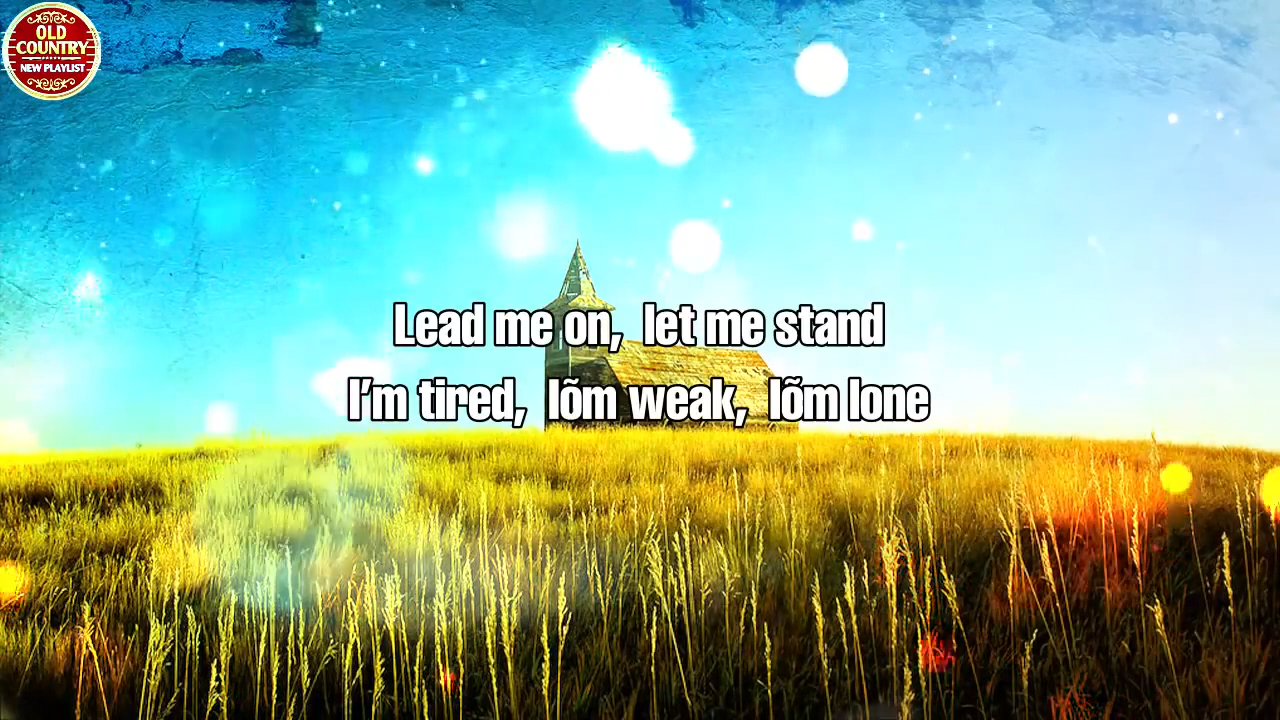 OLD
COUNTRY
NEW PLAYLIST
Lead me on, let me stand
I’m tired, Iõm weak, Iõm lone